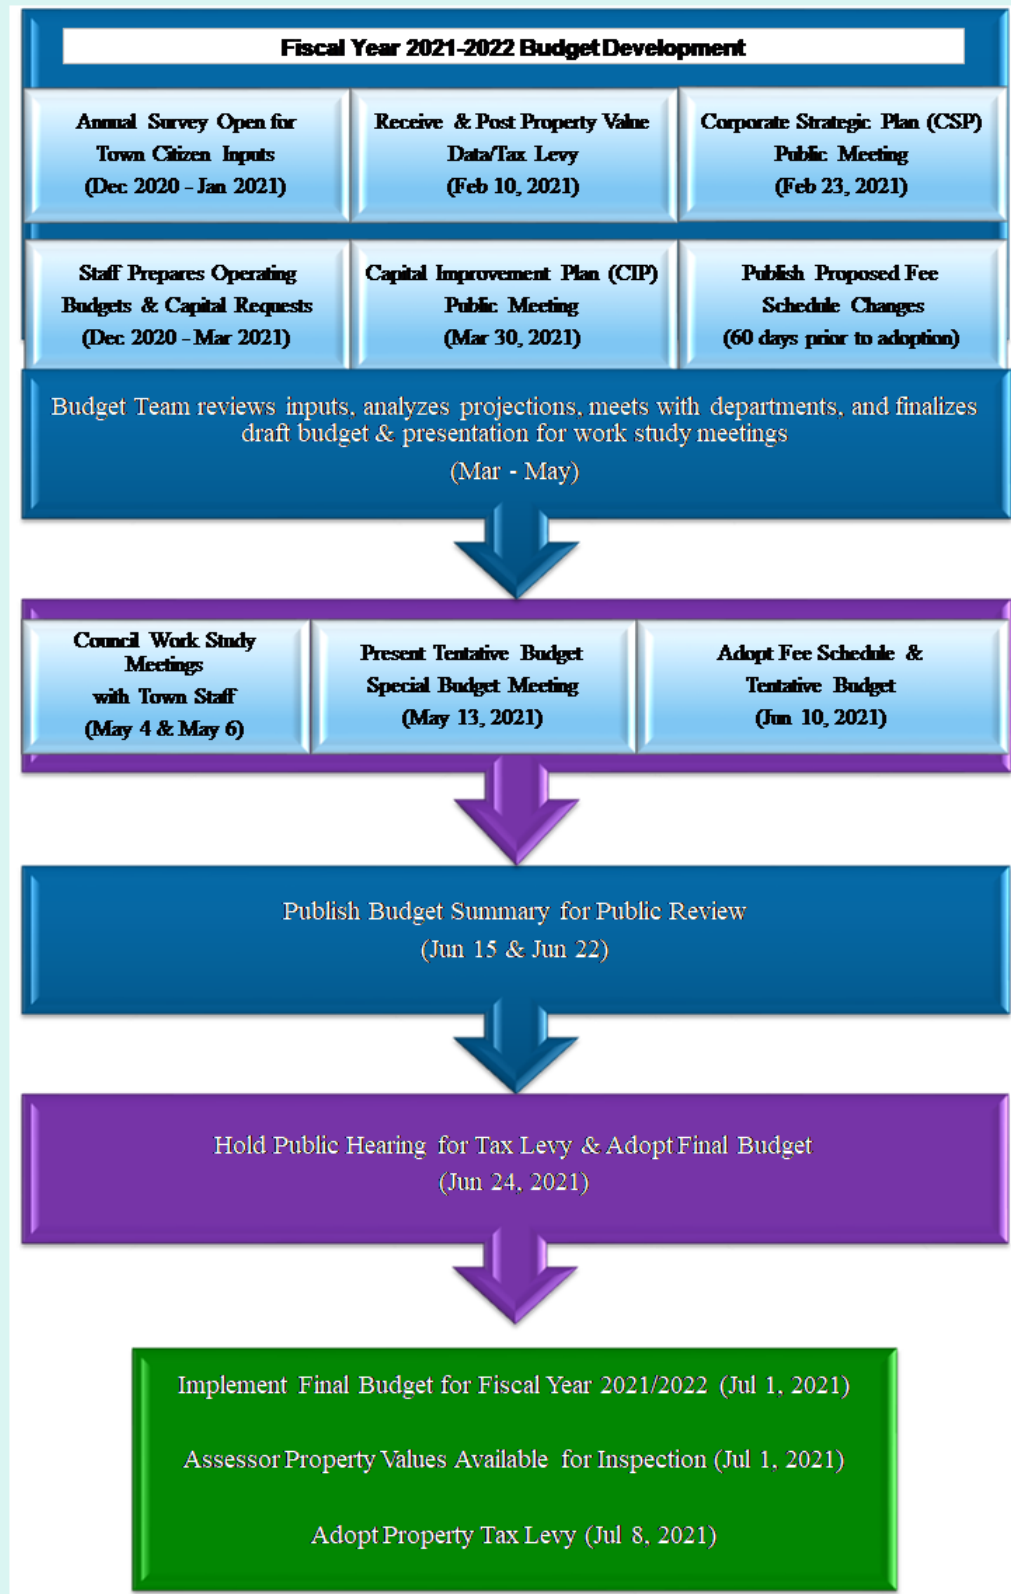 Fiscal Year 2021-2022 Budget Development
Annual Survey Open for
Town Citizen Inputs
(Dec 2020 - Jan 2021)
Receive & Post Property Value
Data/Tax Levy
(Feb 10, 2021)
Corporate Strategic Plan (CSP)
Public Meeting
(Feb 23, 2021)
Staff Prepares Operating
Budgets & Capital Requests
(Dec 2020 - Mar 2021)
Capital Improvement Plan (CIP)
Public Meeting
(Mar 30, 2021)
Publish Proposed Fee
Schedule Changes
(60 days prior to adoption)
Budget Team reviews inputs, analyzes projections, meets with departments, and finalizes
draft budget & presentation for work study meetings
(Mar - May)
Council Work Study
Meetings
with Town Staff
(May 4 & May 6)
Present Tentative Budget
Special Budget Meeting
(May 13, 2021)
Adopt Fee Schedule &
Tentative Budget
(Jun 10, 2021)
Publish Budget Summary for Public Review
(Jun 15 & Jun 22)
Hold Public Hearing for Tax Levy & Adopt Final Budget
(Jun 24, 2021)
Implement Final Budget for Fiscal Year 2021/2022 (Jul 1, 2021)
Assessor Property Values Available for Inspection (Jul 1, 2021)
Adopt Property Tax Levy (Jul 8, 2021)